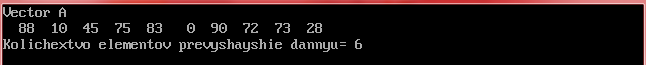 Vector A
88 10 45 75 83 0 90 72 73 28
Kolichextvo elementov prevyshayshie dannyu= 6